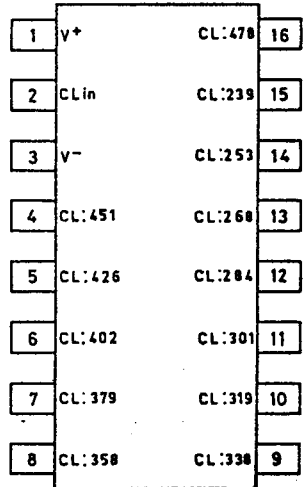 1 V+ CL:478 16
2 CLin CL:239 15
3 V- CL:253 14
4 CL:451 CL:268 13
5 CL:426 CL:284 12
6 CL:402 CL:301 11
7 CL:379 CL:319 10
8 CL:358 CL:338 9